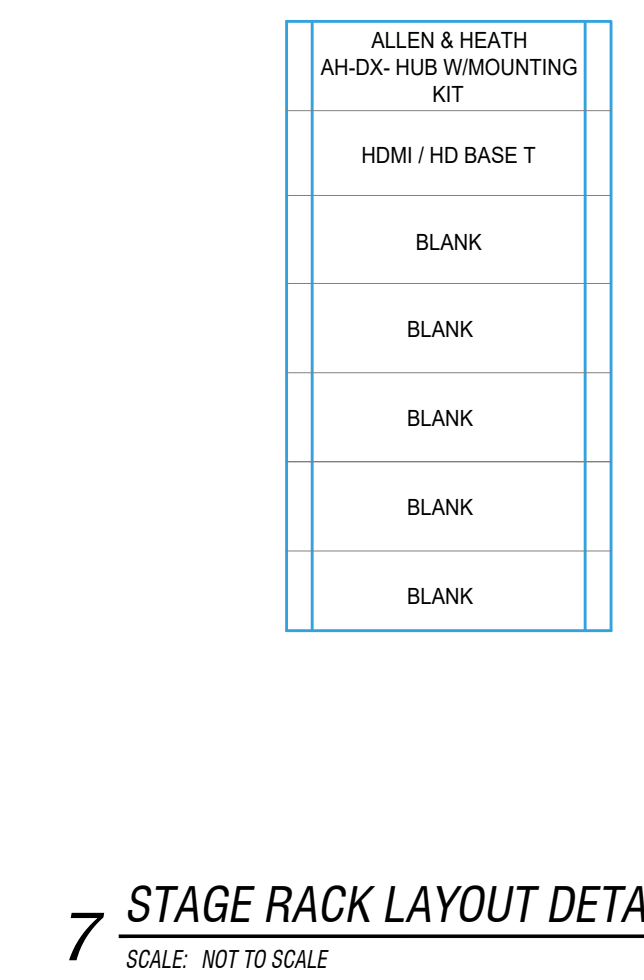 ALLEN & HEATH
AH-DX- HUB W/MOUNTING
KIT
HDMI / HD BASE T
BLANK
BLANK
BLANK
BLANK
BLANK
7
STAGE RACK LAYOUT DETA
SCALE: NOT TO SCALE